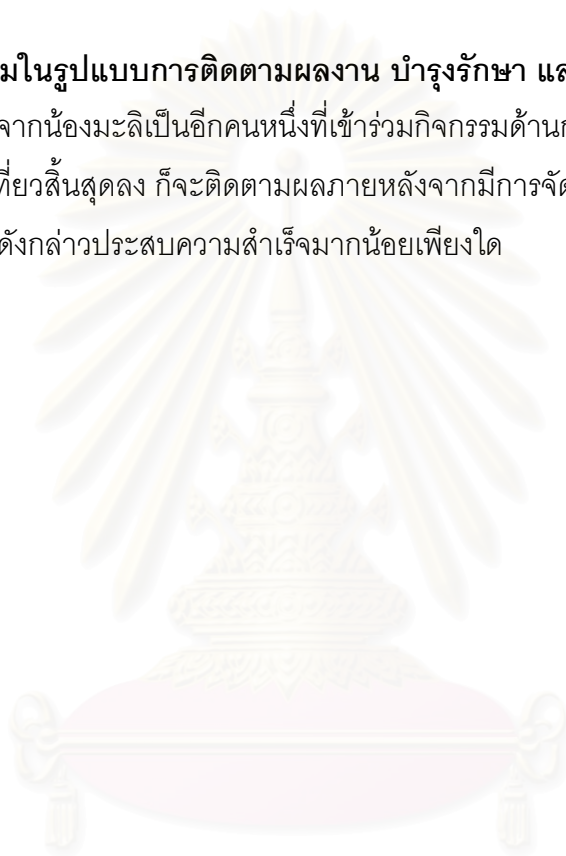 มในรูปแบบการติดตามผลงาน บำรุงรักษา แล
จากน้องมะลิเป็นอีกคนหนึ่งที่เข้าร่วมกิจกรรมด้านก
ที่ยวสิ้นสุดลง ก็จะติดตามผลภายหลังจากมีการจัด
ดังกล่าวประสบความสำเร็จมากน้อยเพียงใด